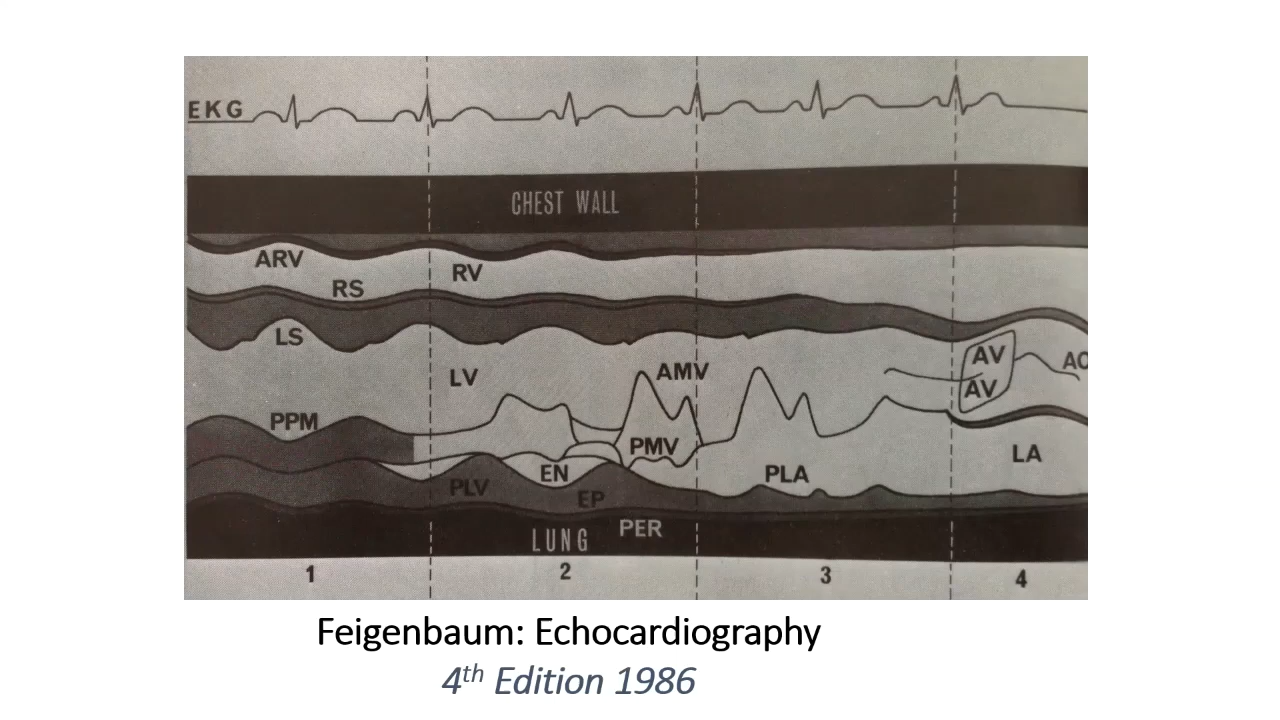 EKG
CHEST WALL
ARV
RV
RS
LS
AV
AO
LV
AMV
AV
PPM
PMV
LA
EN
PLA
PLV
EP
PER
LUNG
1
2
3
4
Feigenbaum: Echocardiography
4th Edition 1986